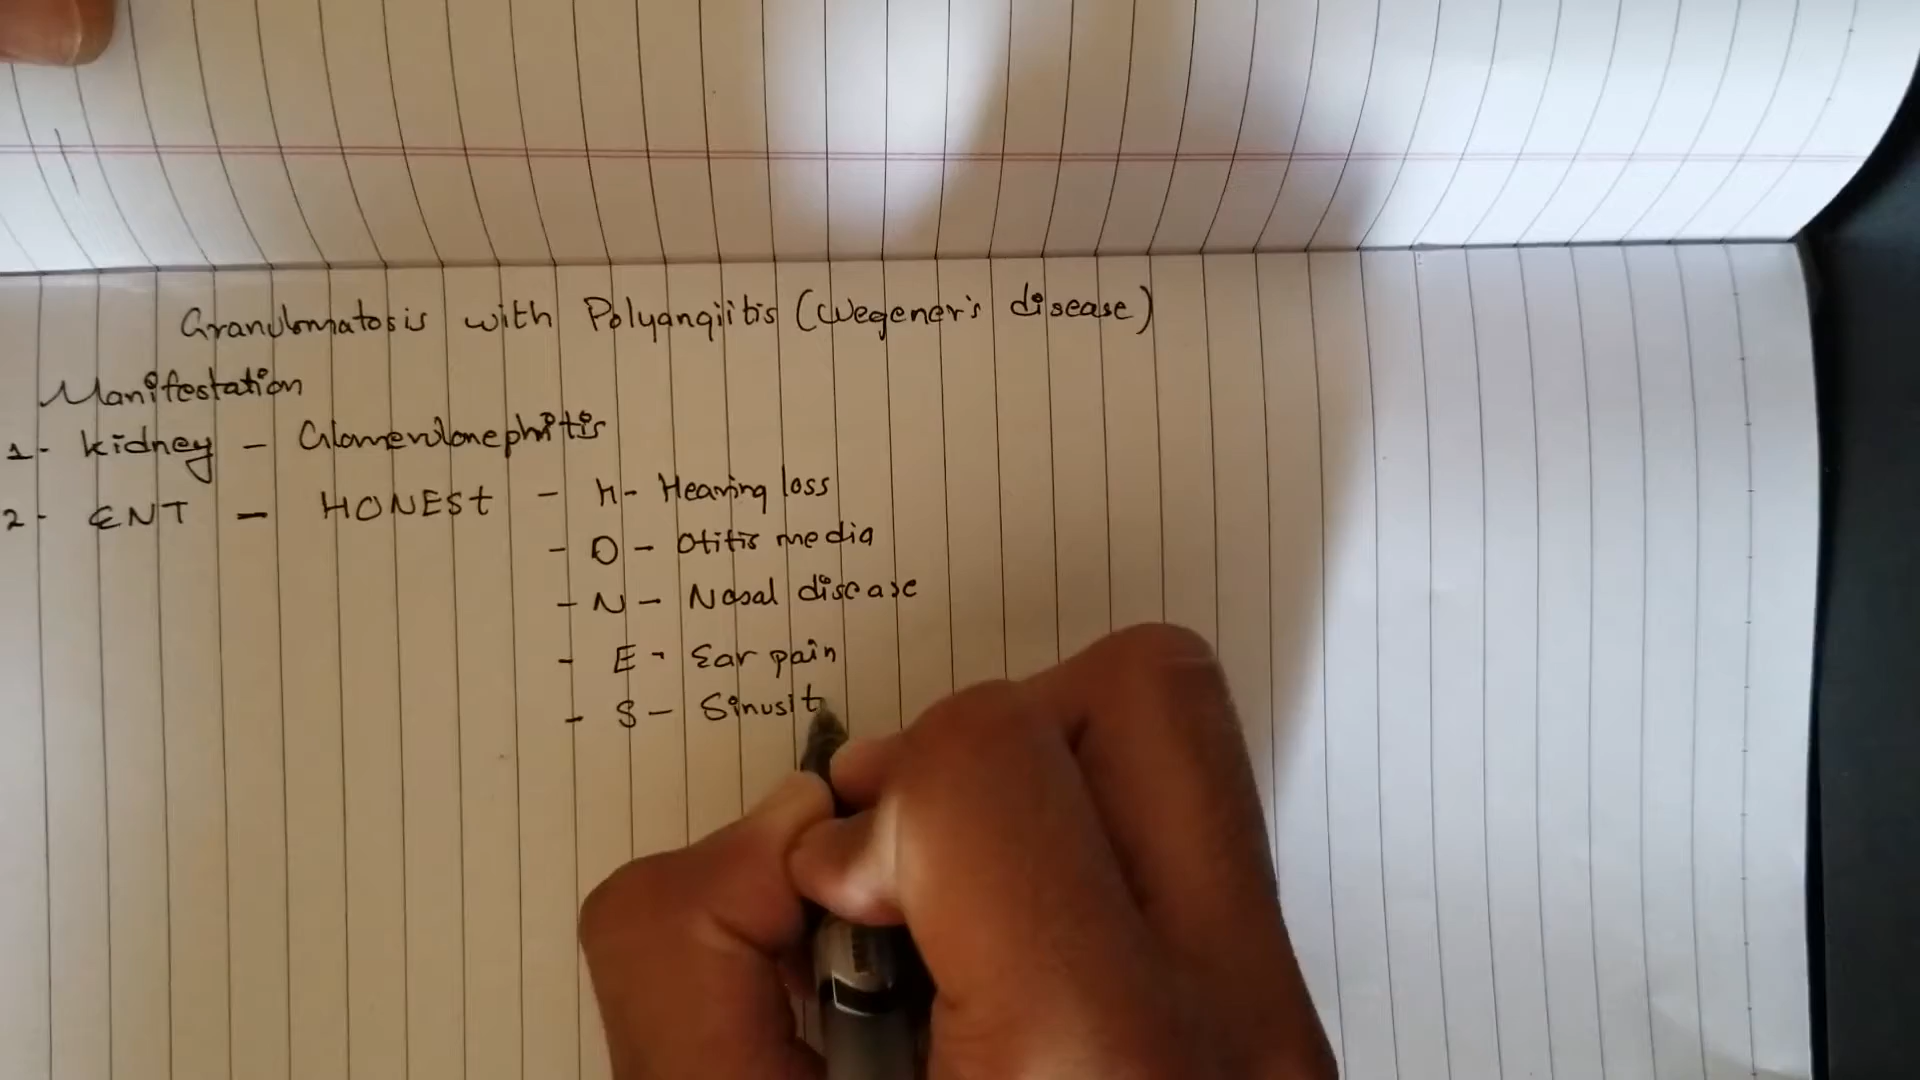 Granulomatosis with Polyangiitis (Wegener's disease)
Manifestation
1- Kidney - Glomerulonephritis
2- ENT - HONESt - H- Hearing loss
- O - Otitis media
- N - Nasal disease
- E - Ear pain
- S - Sinusit